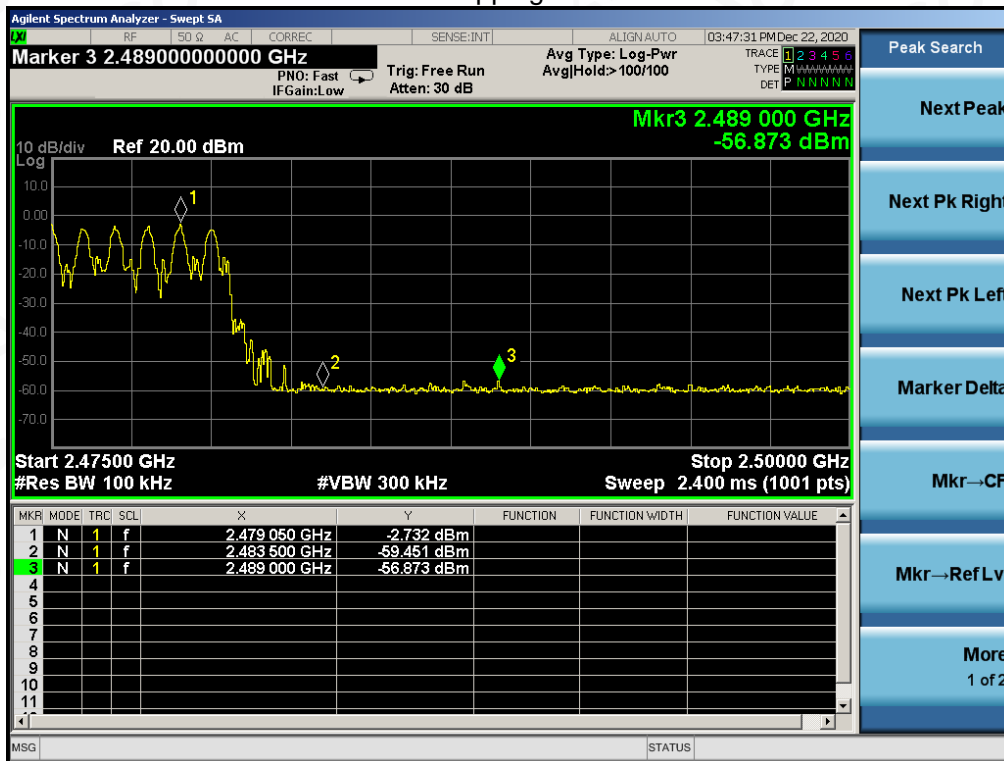 pping
Agilent Spectrum Analyzer - Swept SA
LXI RF 50 Ω AC CORREC SENSE:INT ALIGN AUTO 03:47:31 PM Dec 22, 2020
Marker 3 2.489000000000 GHz
PNO: Fast
IFGain:Low
Trig: Free Run
Atten: 30 dB
Avg Type: Log-Pwr
Avg|Hold:>100/100
TRACE 1 2 3 4 5 6
TYPE M
DET P N N N N N
Mkr3 2.489 000 GHz
-56.873 dBm
10 dB/div Ref 20.00 dBm
Log
10.0
0.00
-10.0
-20.0
-30.0
-40.0
-50.0
-60.0
-70.0
1
2
3
Start 2.47500 GHz Stop 2.50000 GHz
#Res BW 100 kHz #VBW 300 kHz Sweep 2.400 ms (1001 pts)
MKR MODE TRC SCL X Y FUNCTION FUNCTION WIDTH FUNCTION VALUE
1 N 1 f 2.479 050 GHz -2.732 dBm
2 N 1 f 2.483 500 GHz -59.451 dBm
3 N 1 f 2.489 000 GHz -56.873 dBm
4
5
6
7
8
9
10
11
MSG STATUS
Peak Search
Next Peak
Next Pk Right
Next Pk Left
Marker Delta
Mkr→CF
Mkr→Ref Lv
More
1 of 2